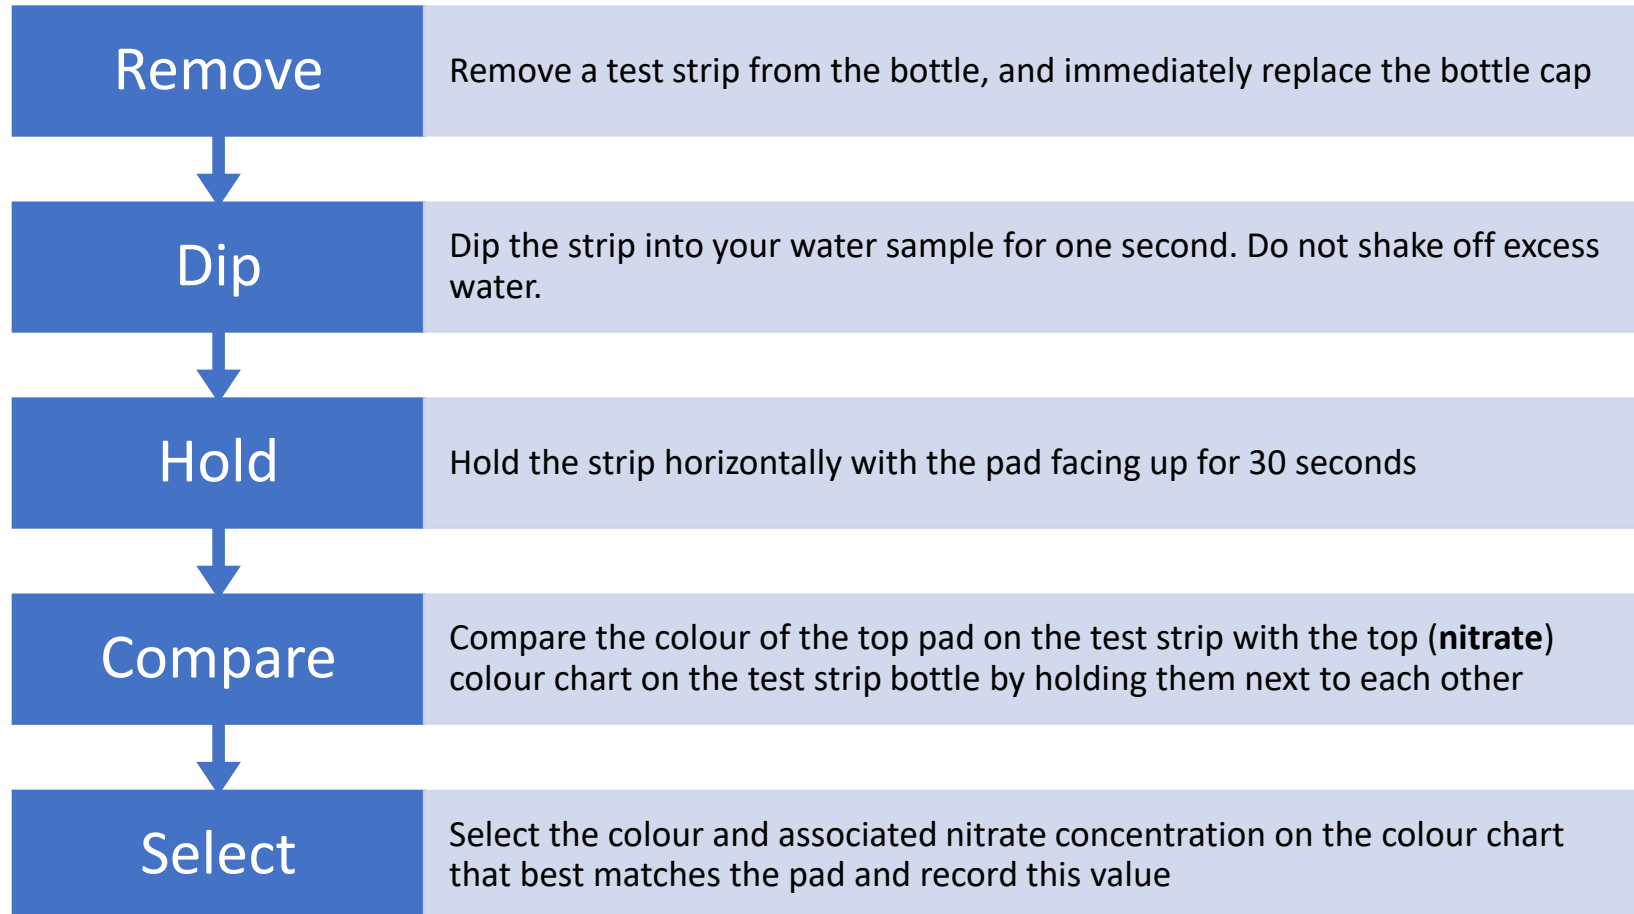 Remove
Remove a test strip from the bottle, and immediately replace the bottle cap
Dip
Dip the strip into your water sample for one second. Do not shake off excess
water.
Hold
Hold the strip horizontally with the pad facing up for 30 seconds
Compare
Compare the colour of the top pad on the test strip with the top (nitrate)
colour chart on the test strip bottle by holding them next to each other
Select
Select the colour and associated nitrate concentration on the colour chart
that best matches the pad and record this value